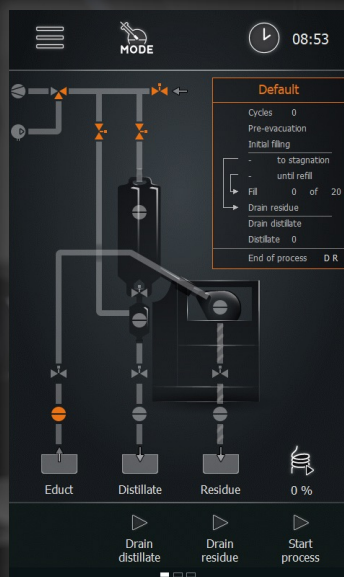 MODE
08:53
Default
Cycles 0
Pre-evacuation
Initial filling
- to stagnation
- until refill
Fill 0 of 20
Drain residue
Drain distillate
Distillate 0
End of process D R
Educt
Distillate
Residue
0 %
Drain distillate
Drain residue
Start process